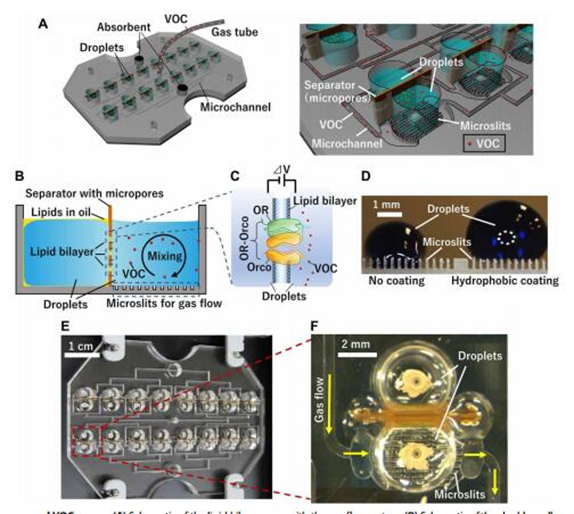 A
Absorbent
VOC
Gas tube
Droplets
Microchannel
Droplets
Separator
(micropores)
VOC
Microchannel
Microslits
VOC
B
Separator with micropores
Lipids in oil
Lipid bilayer
VOC
Mixing
Droplets
Microslits for gas flow
C
⊿V
Lipid bilayer
OR
OR-Orco
Orco
VOC
Droplets
D
1 mm
Droplets
Microslits
No coating
Hydrophobic coating
E
1 cm
F
2 mm
Droplets
Gas flow
Microslits